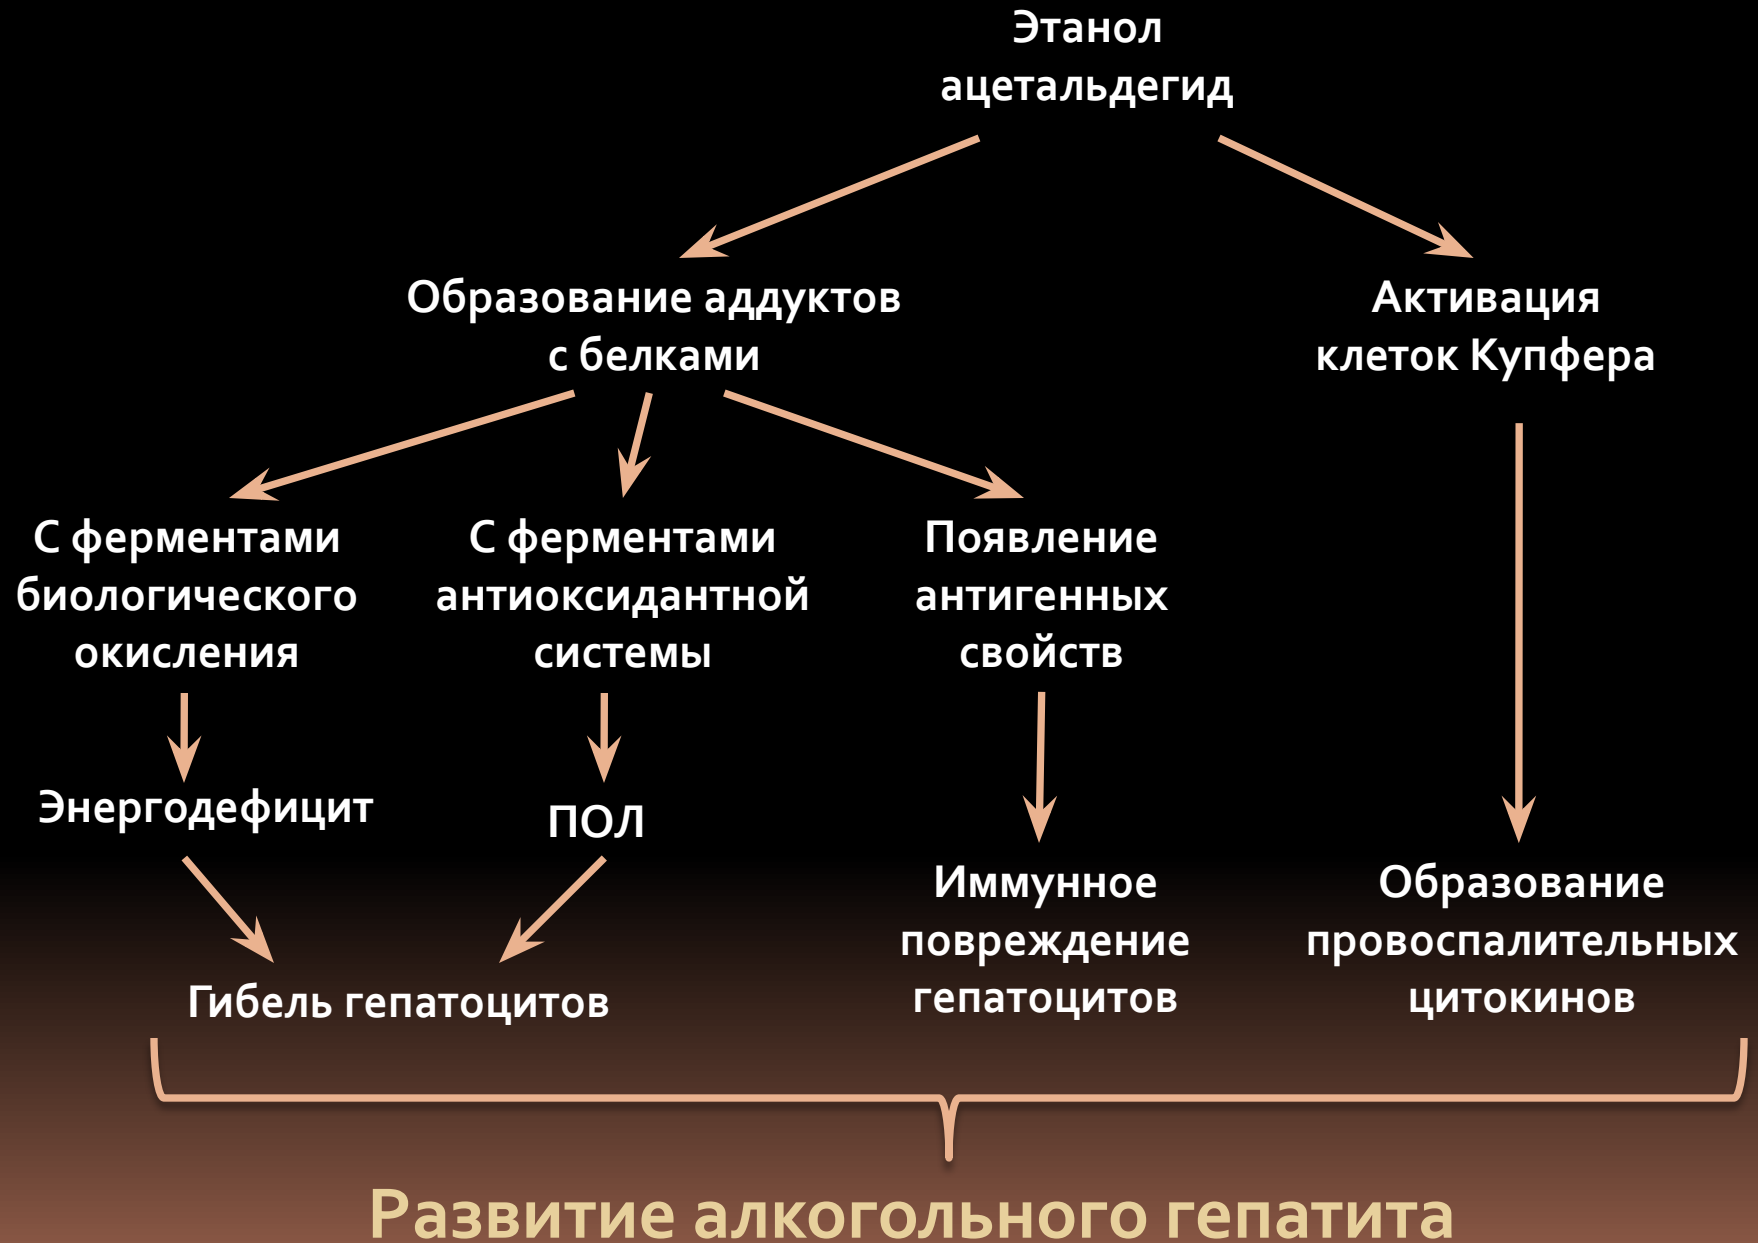 Этанол
ацетальдегид
Образование аддуктов
с белками
Активация
клеток Купфера
С ферментами
биологического
окисления
С ферментами
антиоксидантной
системы
Появление
антигенных
свойств
Энергодефицит
ПОЛ
Гибель гепатоцитов
Иммунное
повреждение
гепатоцитов
Образование
провоспалительных
цитокинов
Развитие алкогольного гепатита